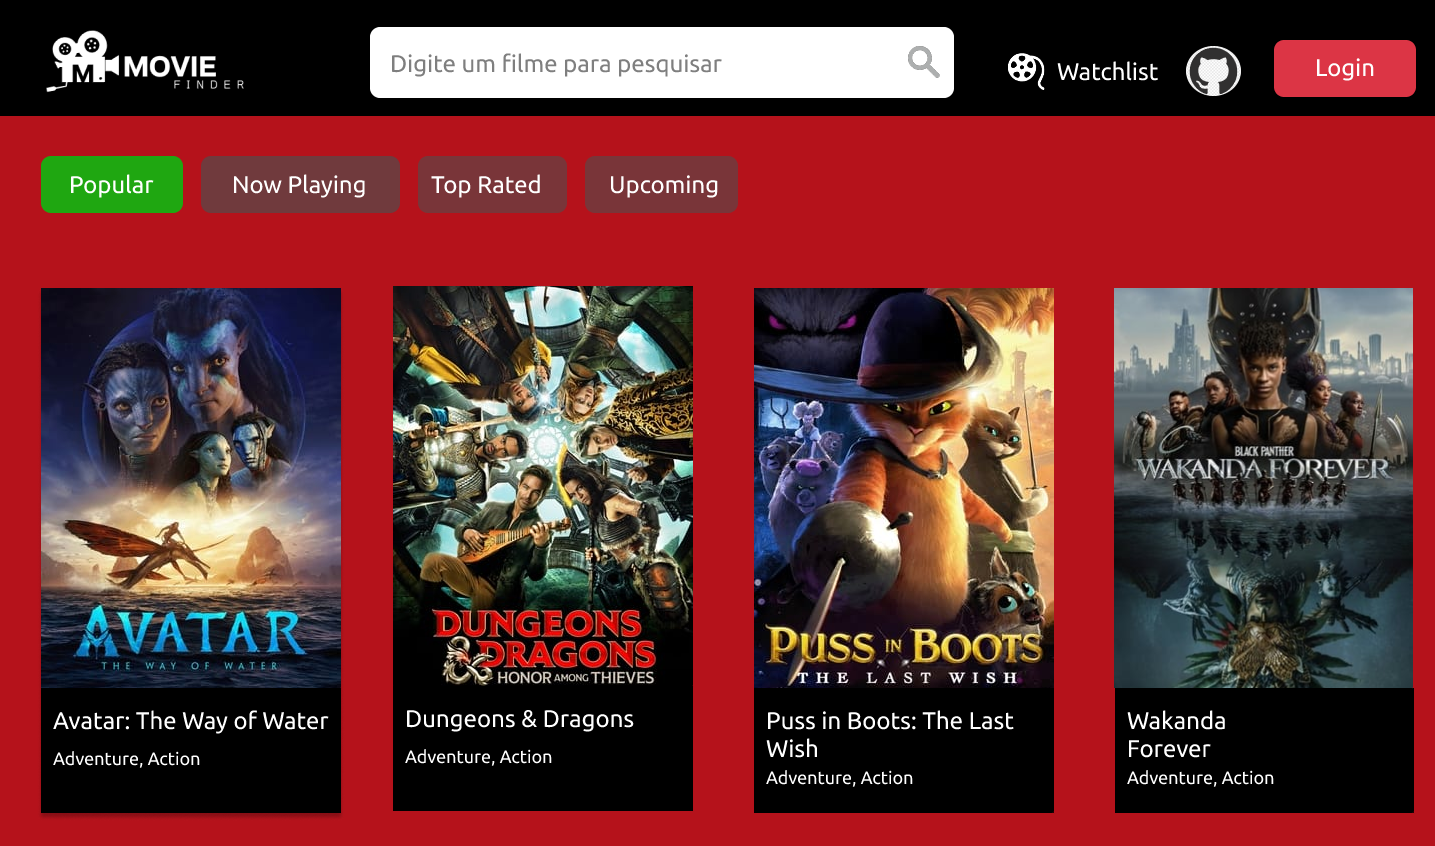 M.
MOVIE
FINDER
Digite um filme para pesquisar
Watchlist
Login
Popular
Now Playing
Top Rated
Upcoming
AVATAR
THE WAY OF WATER
DUNGEONS
& DRAGONS
HONOR AMONG THIEVES
PUSS IN BOOTS
THE LAST WISH
BLACK PANTHER
WAKANDA FOREVER
Avatar: The Way of Water
Adventure, Action
Dungeons & Dragons
Adventure, Action
Puss in Boots: The Last
Wish
Adventure, Action
Wakanda
Forever
Adventure, Action